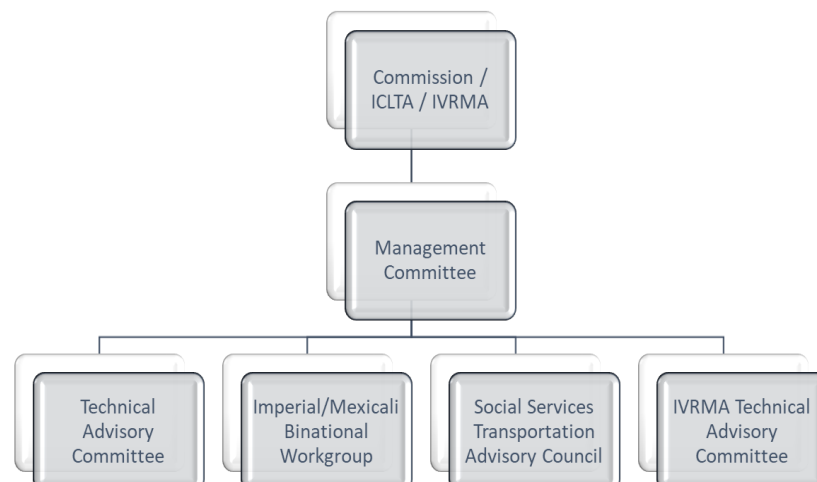 Commission /
ICLTA / IVRMA
Management
Committee
Technical
Advisory
Committee
Imperial/Mexicali
Binational
Workgroup
Social Services
Transportation
Advisory Council
IVRMA Technical
Advisory
Committee